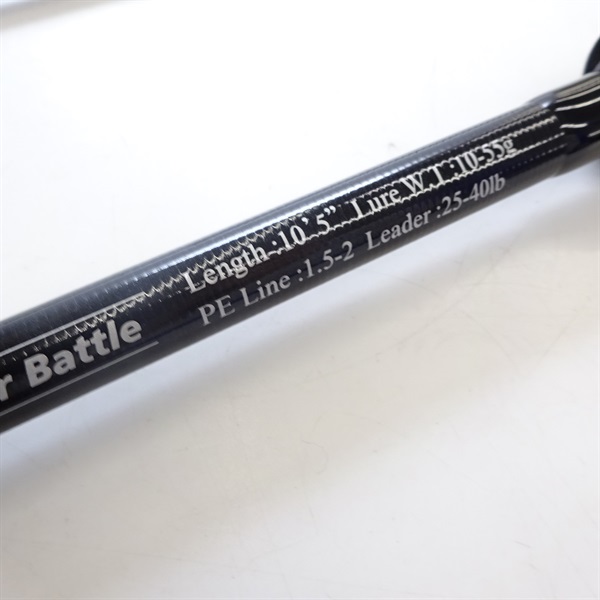 r Battle
Length :10’5” Lure W.T :10-55g
PE Line :1.5-2 Leader :25-40lb